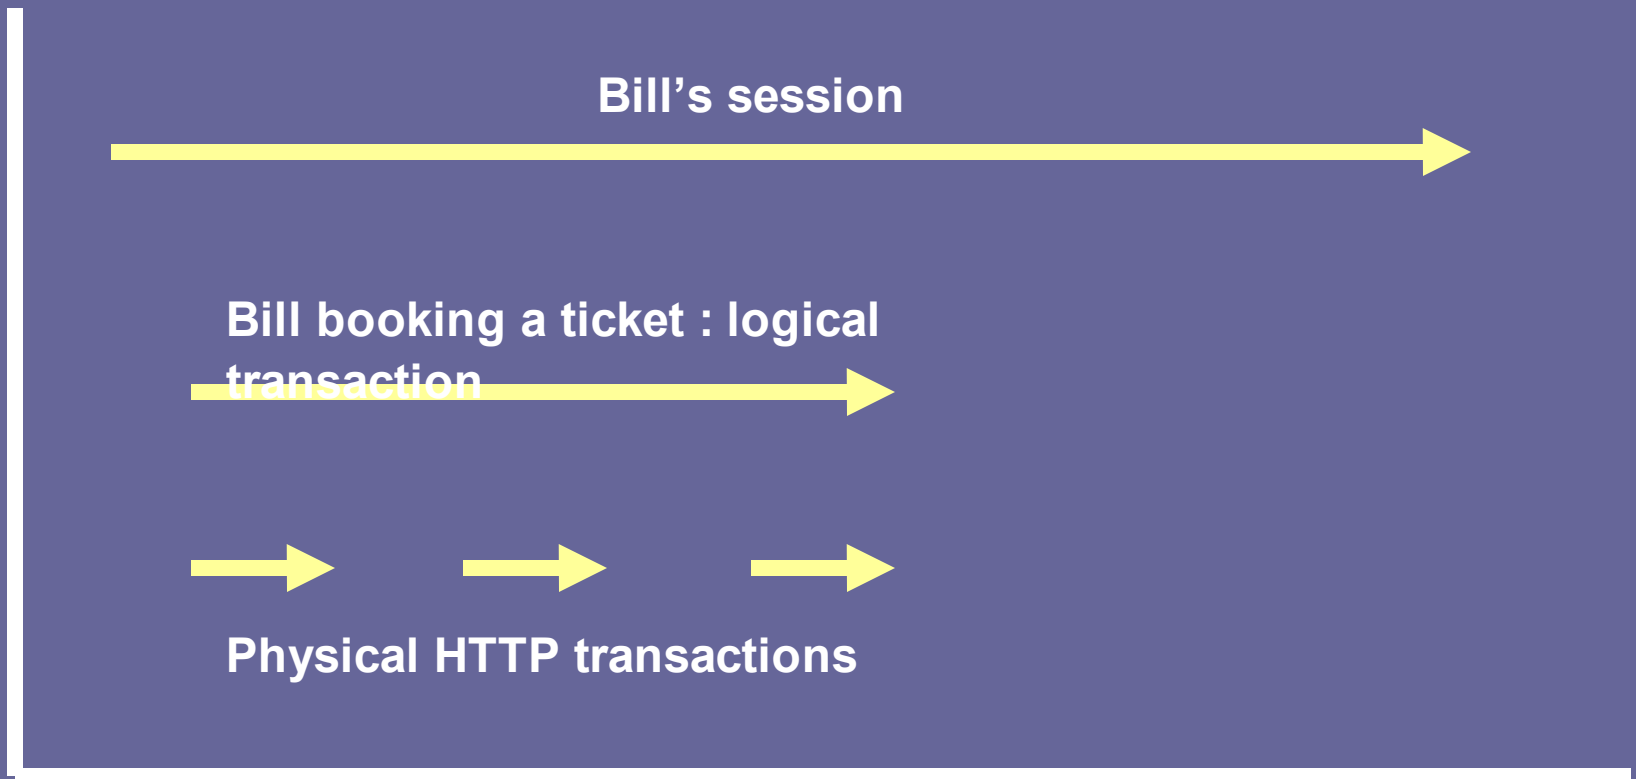 Bill’s session
Bill booking a ticket : logical
transaction
Physical HTTP transactions